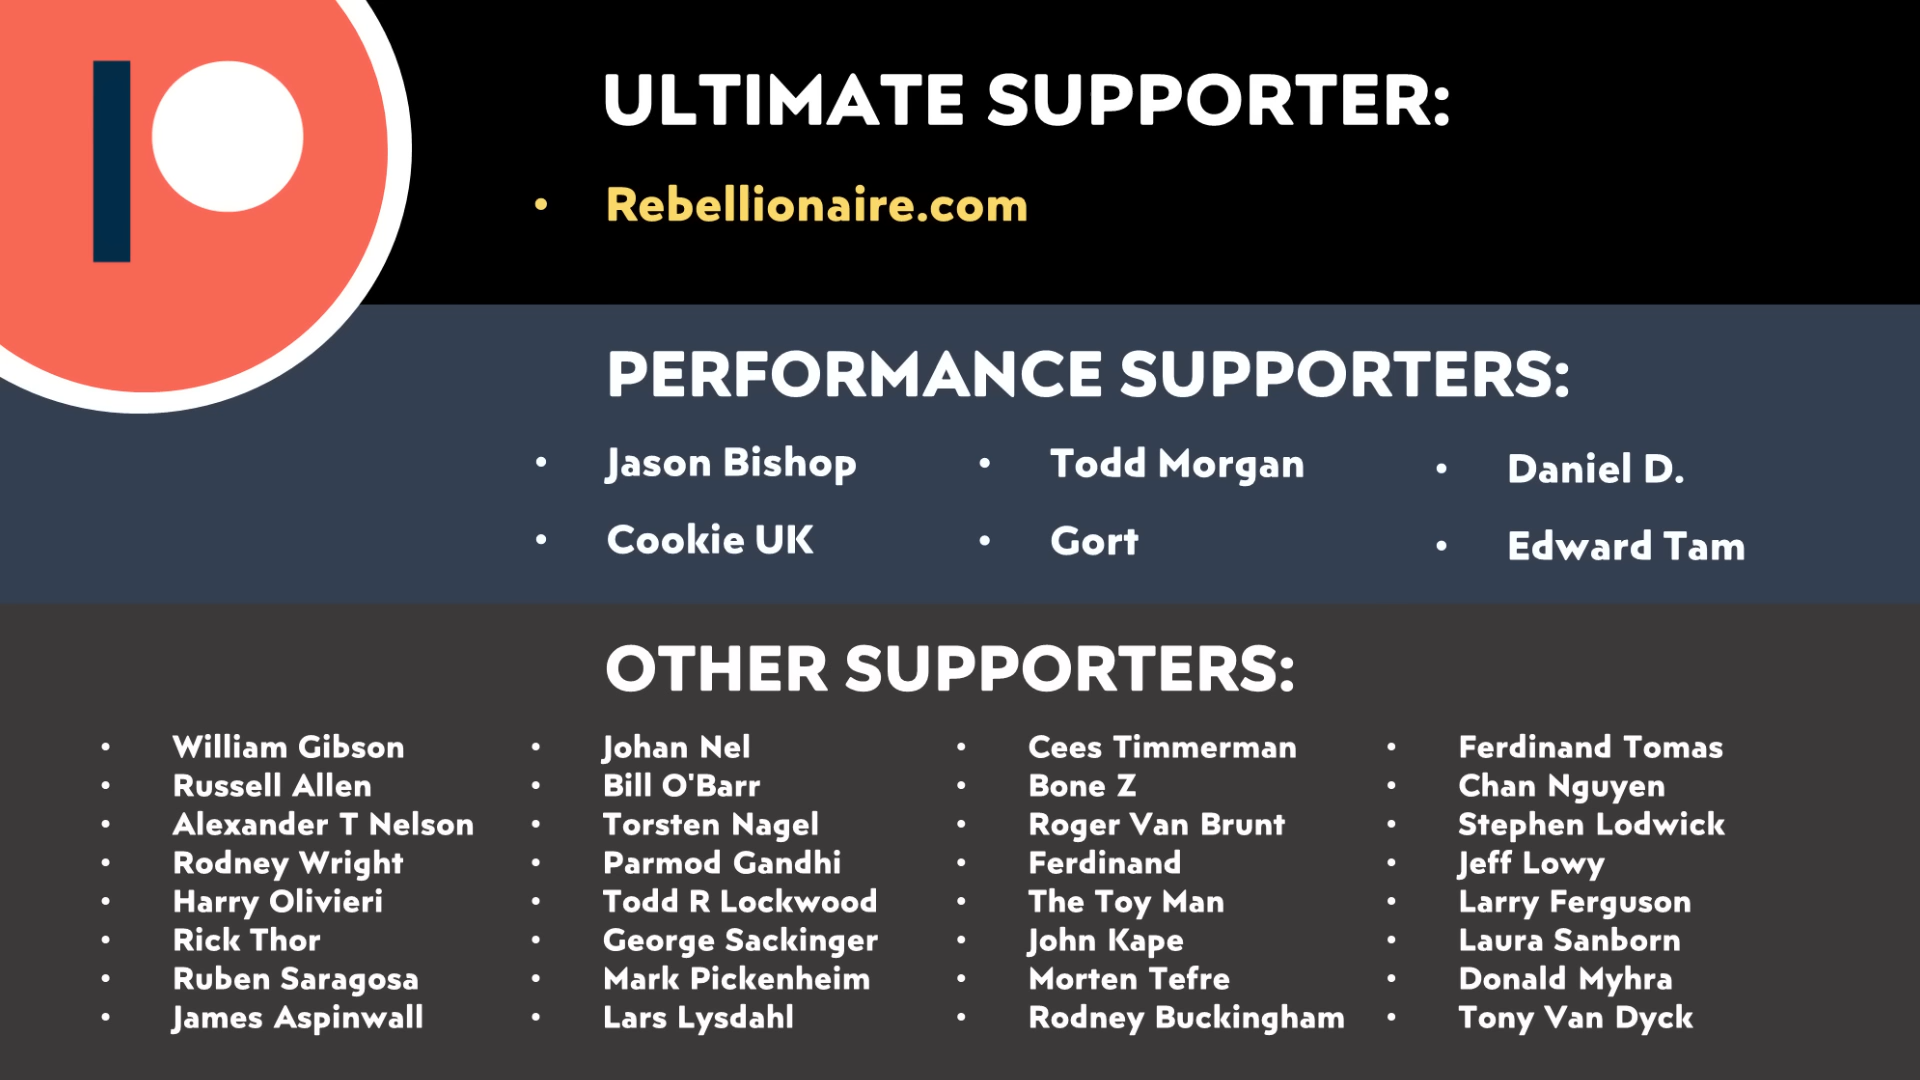 ULTIMATE SUPPORTER:
• Rebellionaire.com
PERFORMANCE SUPPORTERS:
• Jason Bishop
• Cookie UK
• Todd Morgan
• Gort
• Daniel D.
• Edward Tam
OTHER SUPPORTERS:
• William Gibson
• Russell Allen
• Alexander T Nelson
• Rodney Wright
• Harry Olivieri
• Rick Thor
• Ruben Saragosa
• James Aspinwall
• Johan Nel
• Bill O'Barr
• Torsten Nagel
• Parmod Gandhi
• Todd R Lockwood
• George Sackinger
• Mark Pickenheim
• Lars Lysdahl
• Cees Timmerman
• Bone Z
• Roger Van Brunt
• Ferdinand
• The Toy Man
• John Kape
• Morten Tefre
• Rodney Buckingham
• Ferdinand Tomas
• Chan Nguyen
• Stephen Lodwick
• Jeff Lowy
• Larry Ferguson
• Laura Sanborn
• Donald Myhra
• Tony Van Dyck